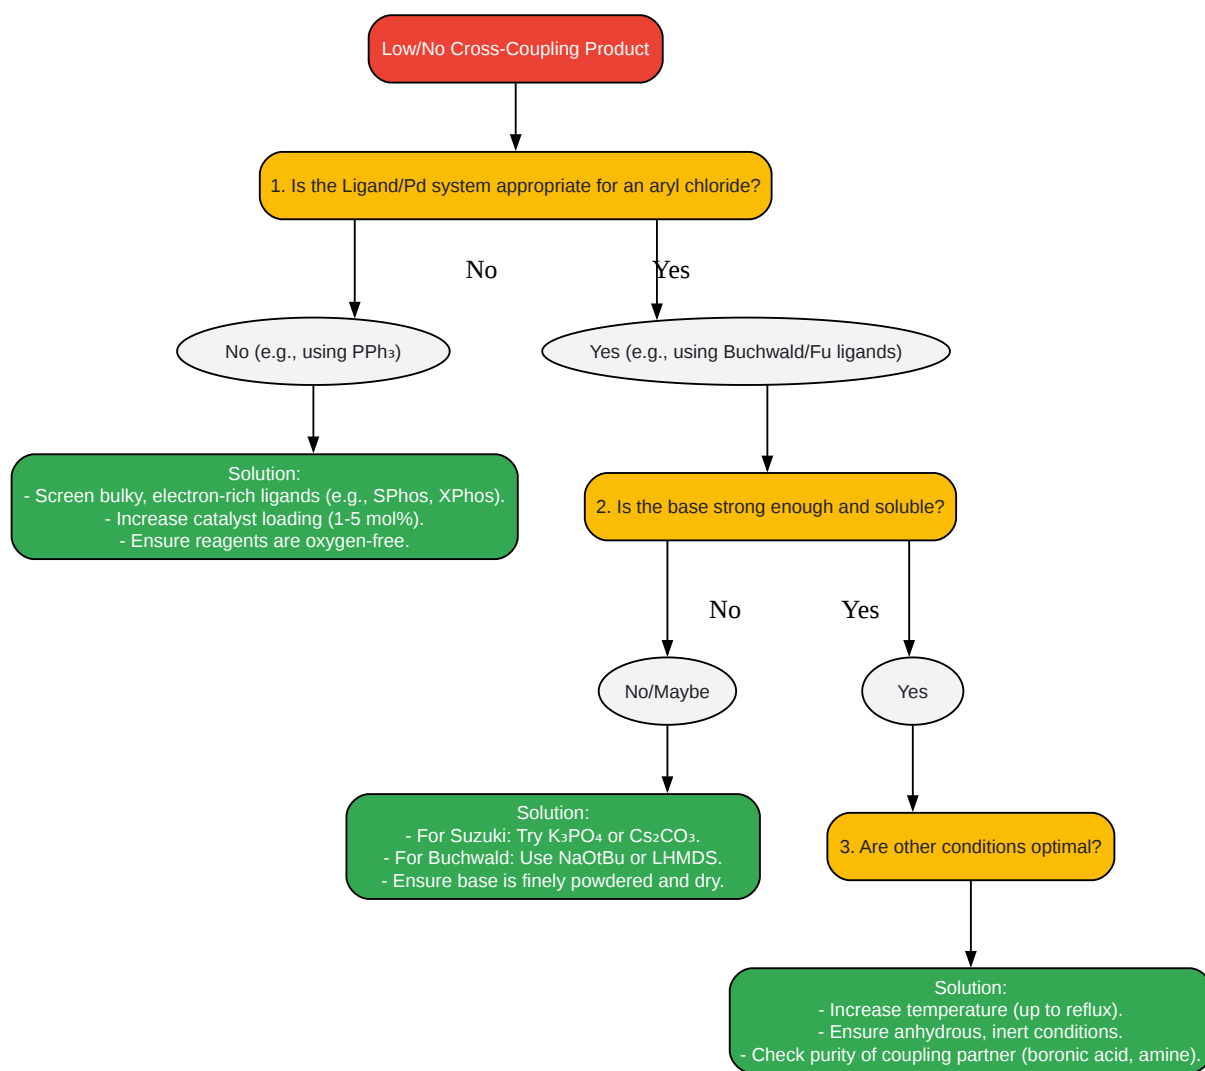 Low/No Cross-Coupling Product
1. Is the Ligand/Pd system appropriate for an aryl chloride?
No
Yes
No (e.g., using PPh₃)
Yes (e.g., using Buchwald/Fu ligands)
Solution:
- Screen bulky, electron-rich ligands (e.g., SPhos, XPhos).
- Increase catalyst loading (1-5 mol%).
- Ensure reagents are oxygen-free.
2. Is the base strong enough and soluble?
No
Yes
No/Maybe
Yes
Solution:
- For Suzuki: Try K₃PO₄ or Cs₂CO₃.
- For Buchwald: Use NaOtBu or LHMDS.
- Ensure base is finely powdered and dry.
3. Are other conditions optimal?
Solution:
- Increase temperature (up to reflux).
- Ensure anhydrous, inert conditions.
- Check purity of coupling partner (boronic acid, amine).